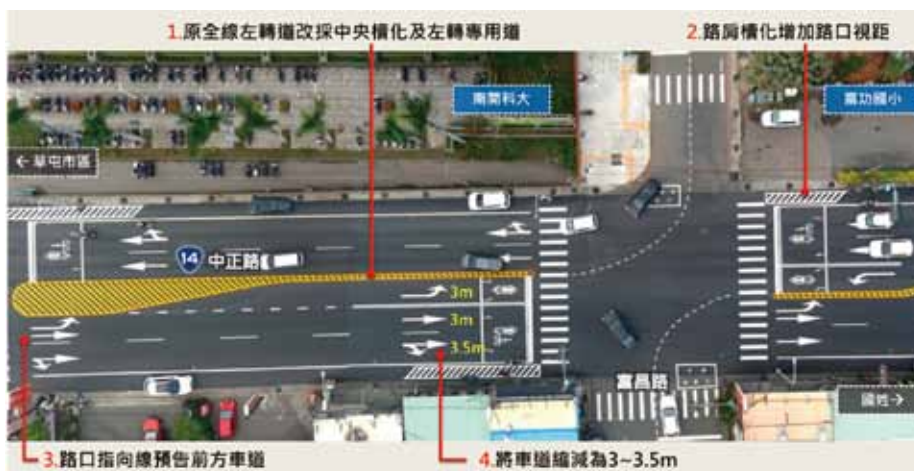 1.原全線左轉道改採中央槽化及左轉專用道
2.路肩槽化增加路口視距
南開科大
富功國小
←草屯市區
14 中正路
3m
3m
3.5m
富昌路
國姓→
3.路口指向線預告前方車道
4.將車道縮減為3~3.5m